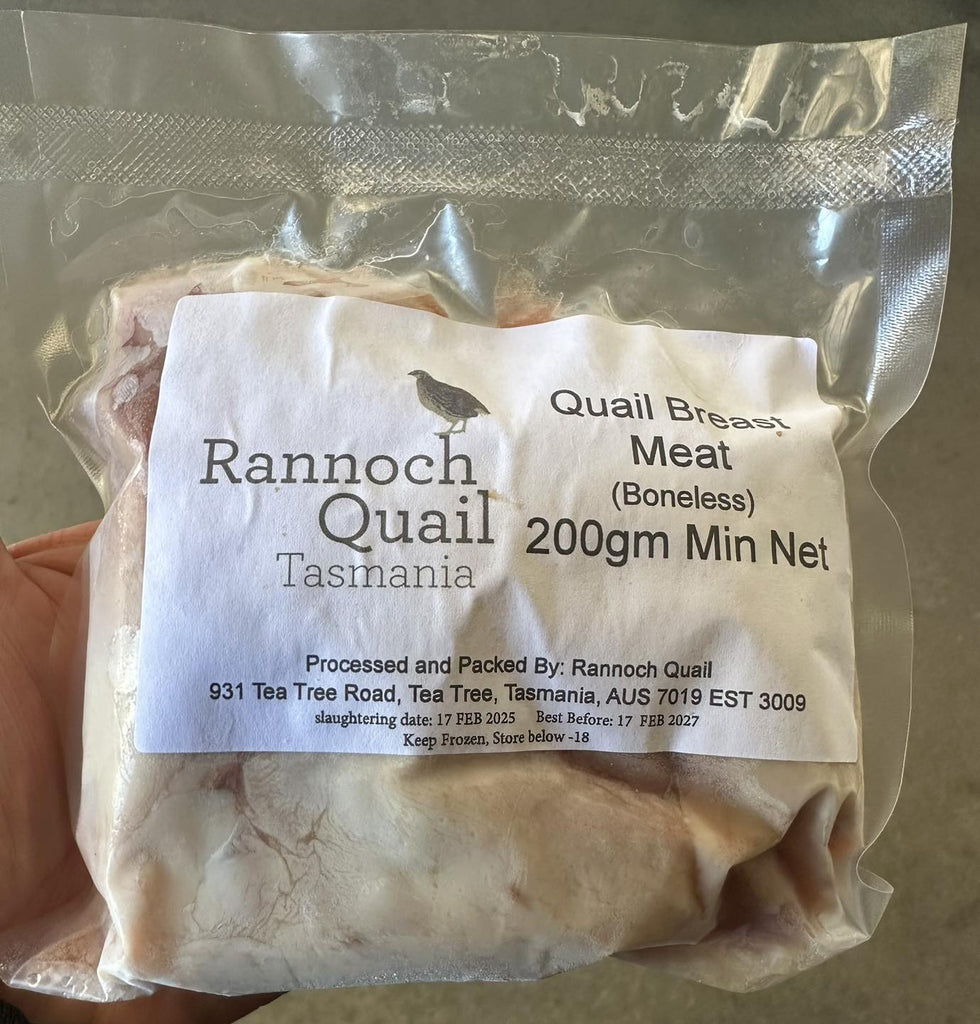 Rannoch
Quail
Tasmania
Quail Breast
Meat
(Boneless)
200gm Min Net
Processed and Packed By: Rannoch Quail
931 Tea Tree Road, Tea Tree, Tasmania, AUS 7019 EST 3009
slaughtering date: 17 FEB 2025 Best Before: 17 FEB 2027
Keep Frozen, Store below -18